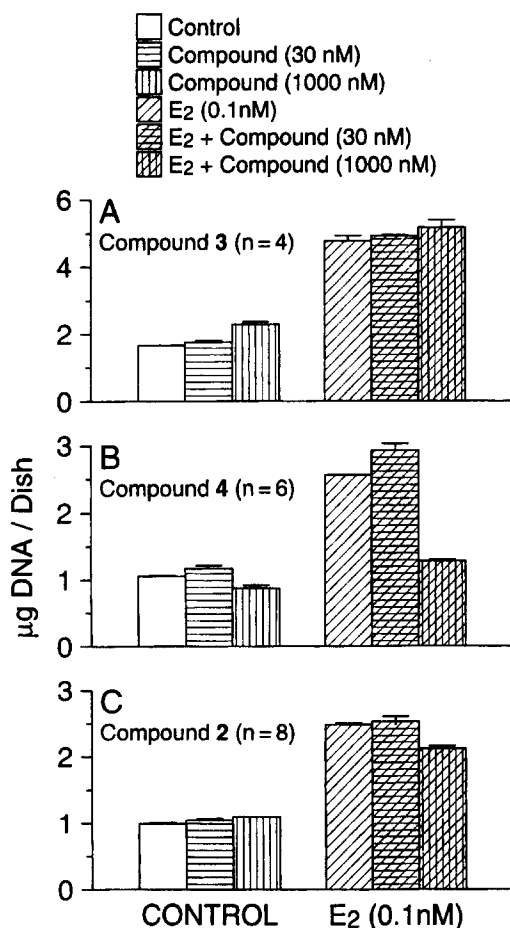 Control
Compound (30 nM)
Compound (1000 nM)
E₂ (0.1nM)
E₂ + Compound (30 nM)
E₂ + Compound (1000 nM)
A
Compound 3 (n = 4)
6
4
2
0
B
Compound 4 (n = 6)
3
2
1
0
C
Compound 2 (n = 8)
3
2
1
0
µg DNA / Dish
CONTROL E₂ (0.1nM)